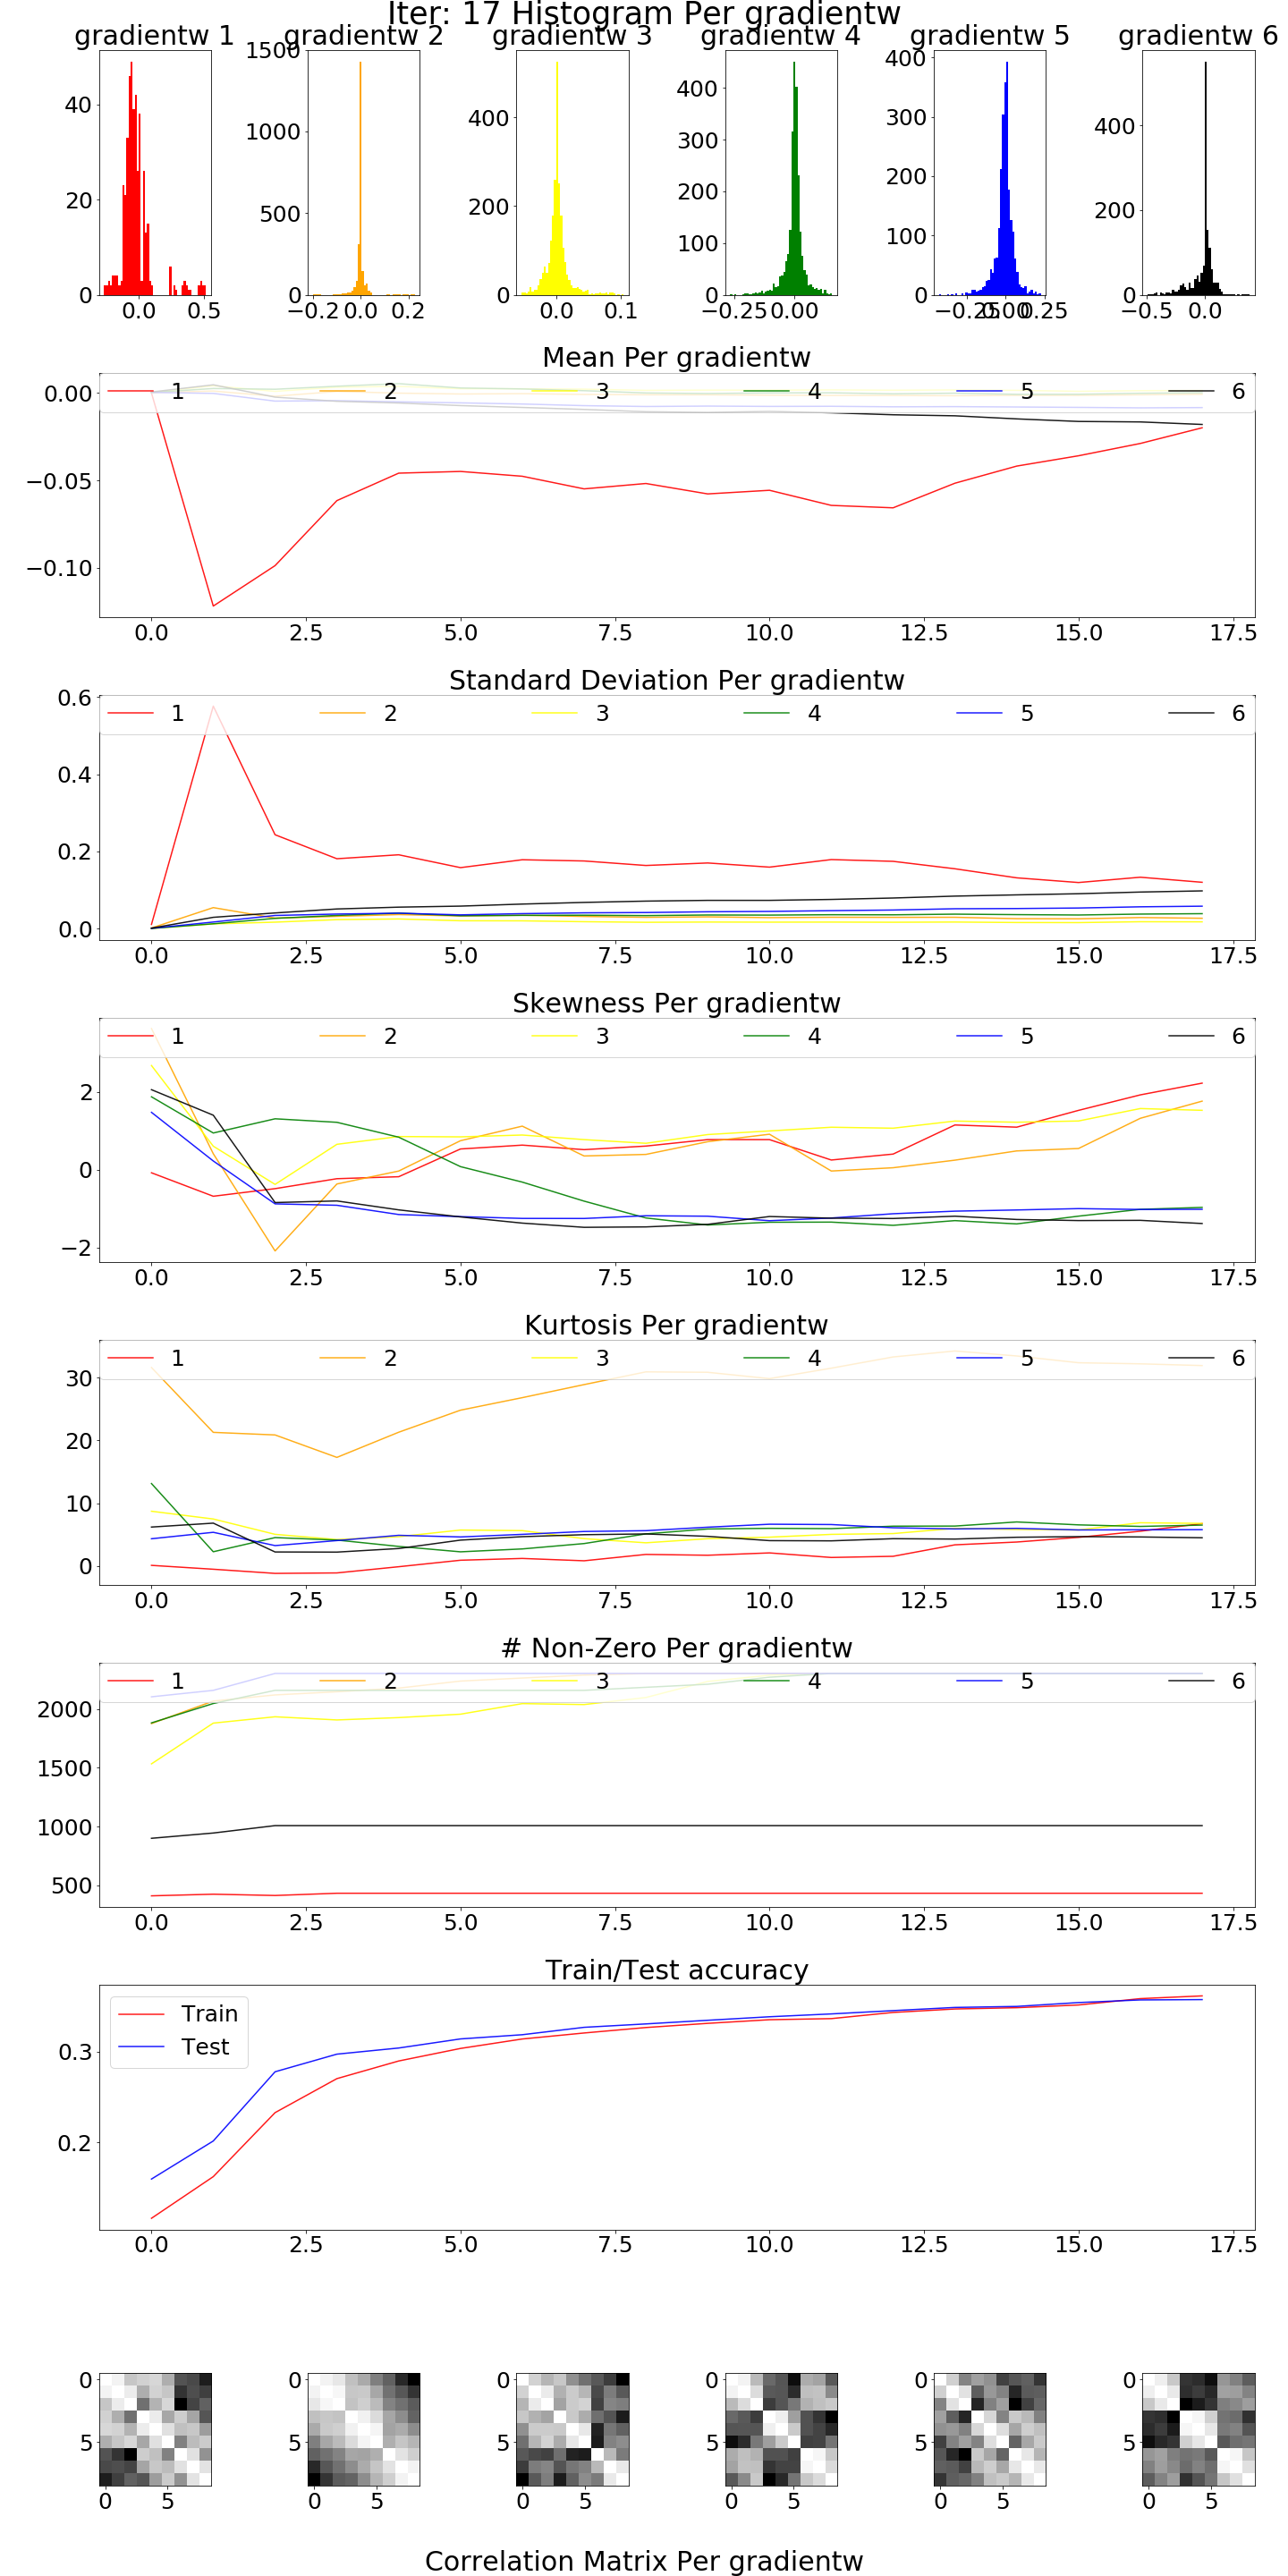 Iter: 17 Histogram Per gradientw
gradientw 1 gradientw 2 gradientw 3 gradientw 4 gradientw 5 gradientw 6
40
20
0
0.0 0.5
1500
1000
500
0
−0.2 0.0 0.2
400
200
0
0.0 0.1
400
300
200
100
0
−0.25 0.00
400
300
200
100
0
−0.25 0.00 0.25
400
200
0
−0.5 0.0
Mean Per gradientw
1 2 3 4 5 6
0.00
−0.05
−0.10
0.0 2.5 5.0 7.5 10.0 12.5 15.0 17.5
Standard Deviation Per gradientw
1 2 3 4 5 6
0.6
0.4
0.2
0.0
0.0 2.5 5.0 7.5 10.0 12.5 15.0 17.5
Skewness Per gradientw
1 2 3 4 5 6
2
0
−2
0.0 2.5 5.0 7.5 10.0 12.5 15.0 17.5
Kurtosis Per gradientw
1 2 3 4 5 6
30
20
10
0
0.0 2.5 5.0 7.5 10.0 12.5 15.0 17.5
# Non-Zero Per gradientw
1 2 3 4 5 6
2000
1500
1000
500
0.0 2.5 5.0 7.5 10.0 12.5 15.0 17.5
Train/Test accuracy
Train
Test
0.3
0.2
0.0 2.5 5.0 7.5 10.0 12.5 15.0 17.5
0 0 0 0 0 0
5 5 5 5 5 5
0 5 0 5 0 5 0 5 0 5 0 5
Correlation Matrix Per gradientw